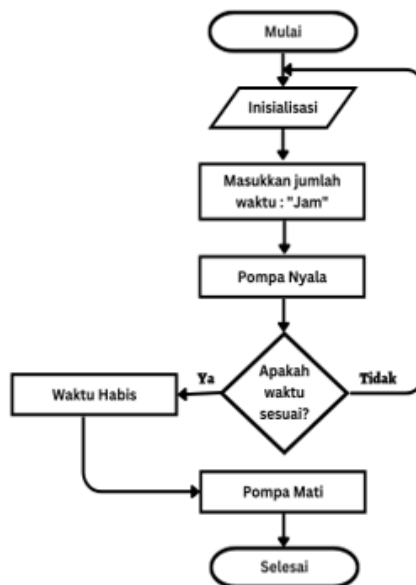 Mulai
Inisialisasi
Masukkan jumlah
waktu : "Jam"
Pompa Nyala
Apakah
waktu
sesuai?
Ya
Tidak
Waktu Habis
Pompa Mati
Selesai